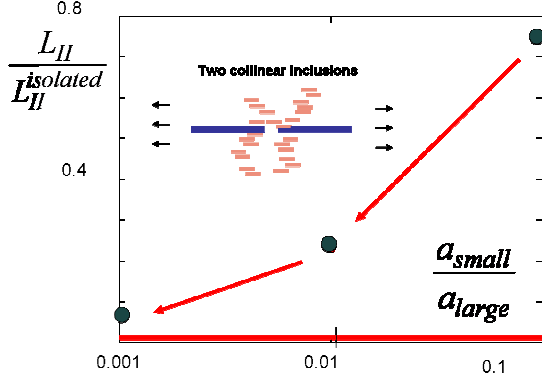 0.8
L_II
L_II^isolated
Two collinear inclusions
0.4
a_small
a_large
0.001
0.01
0.1